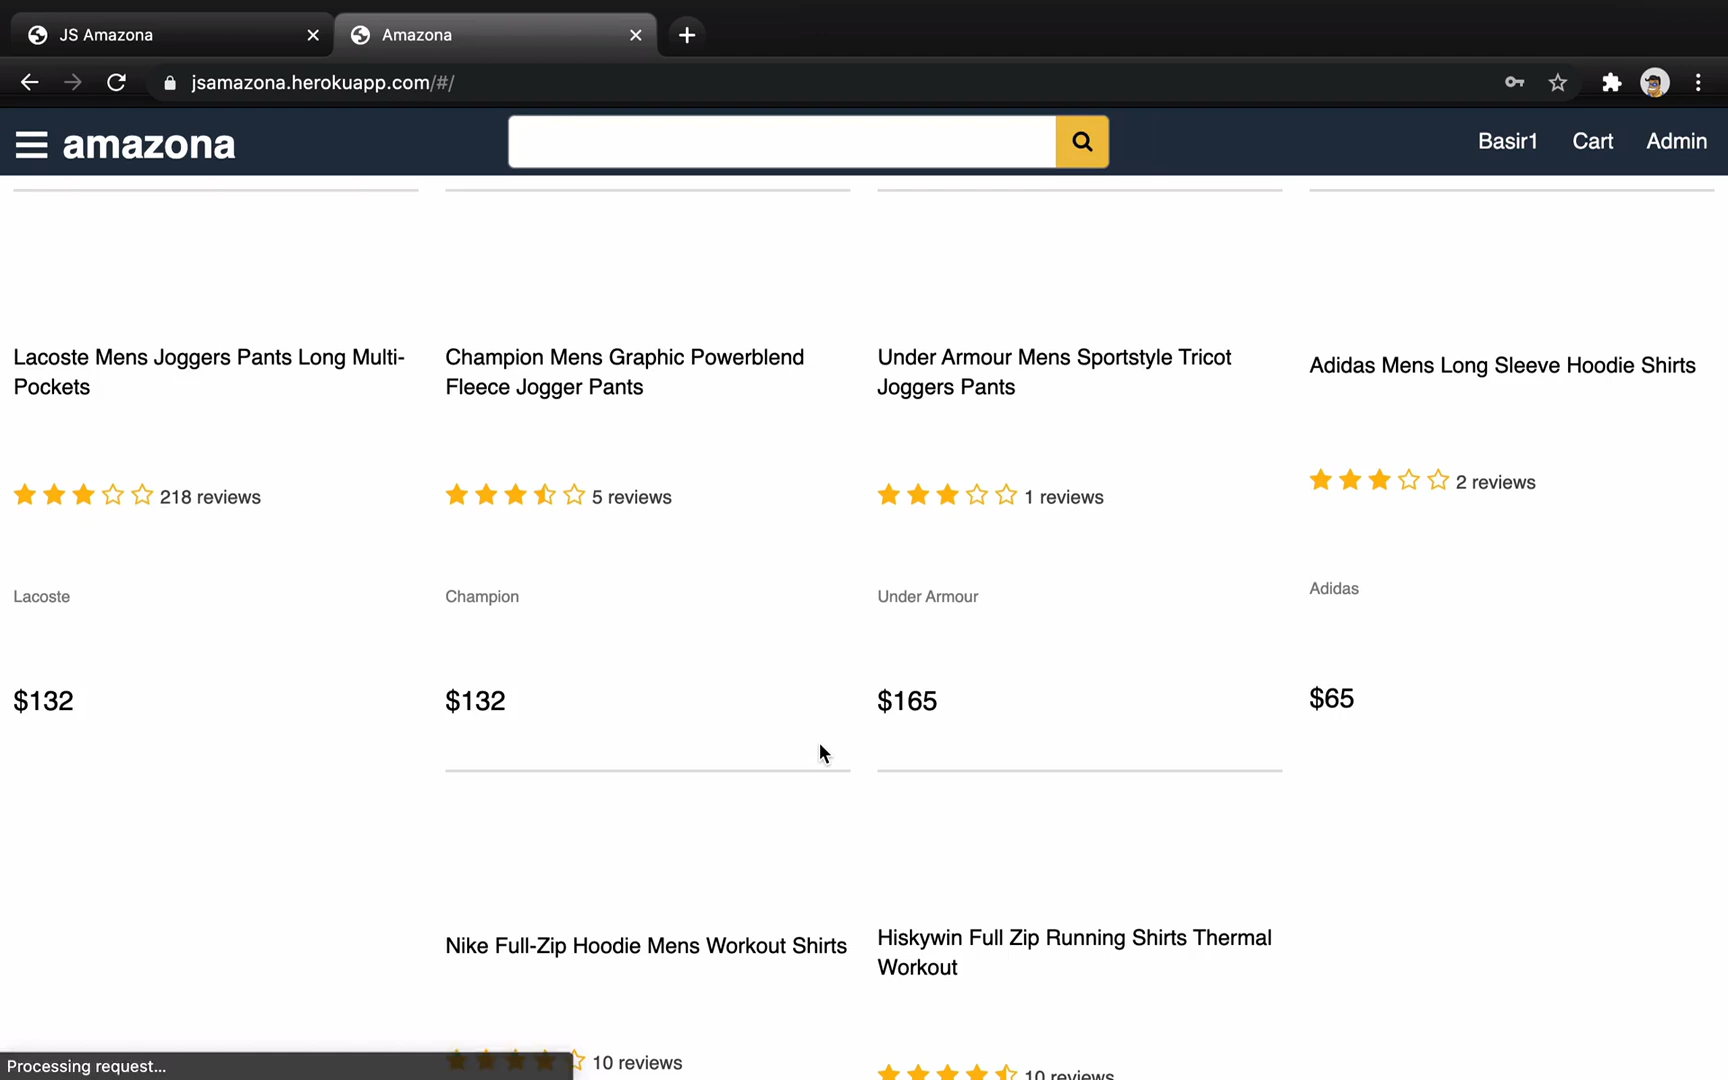 JS Amazona
Amazona
jsamazona.herokuapp.com/#/
amazona
Basir1
Cart
Admin
Lacoste Mens Joggers Pants Long Multi-
Pockets
218 reviews
Lacoste
$132
Champion Mens Graphic Powerblend
Fleece Jogger Pants
5 reviews
Champion
$132
Under Armour Mens Sportstyle Tricot
Joggers Pants
1 reviews
Under Armour
$165
Adidas Mens Long Sleeve Hoodie Shirts
2 reviews
Adidas
$65
Nike Full-Zip Hoodie Mens Workout Shirts
10 reviews
Hiskywin Full Zip Running Shirts Thermal
Workout
10 reviews
Processing request...